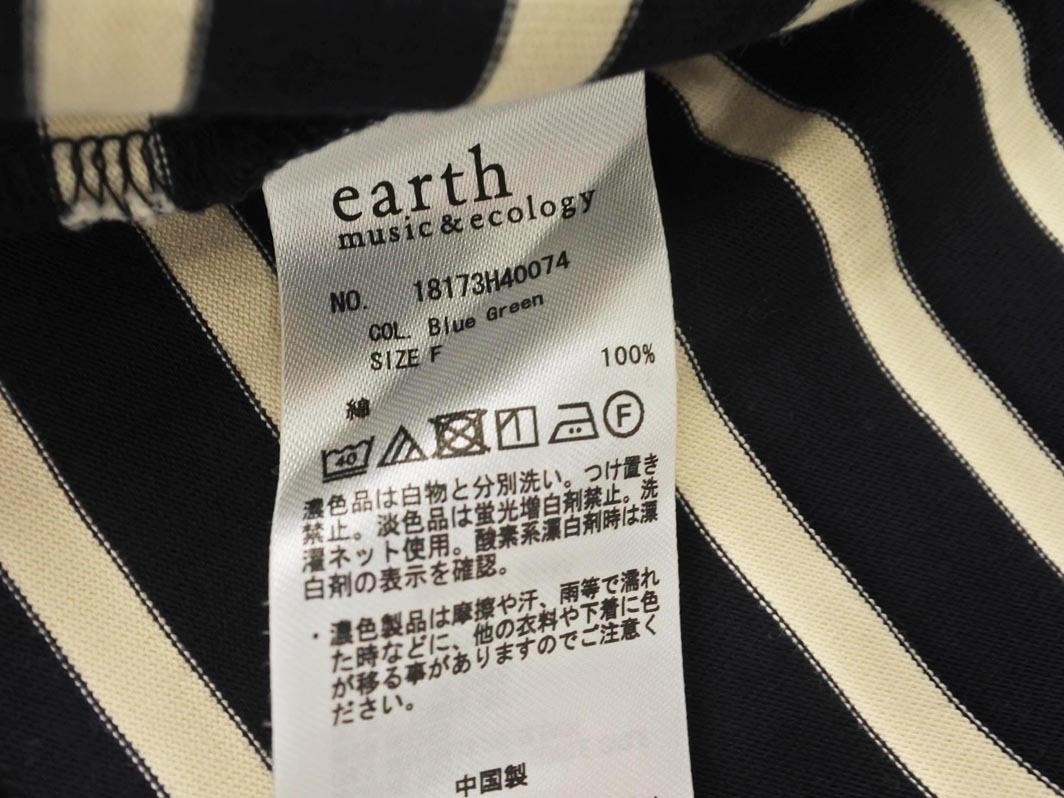 earth
music & ecology
NO. 18173H40074
COL. Blue Green
SIZE F
100%
綿
40 F
濃色品は白物と分別洗い。つけ置き
禁止。淡色品は蛍光増白剤禁止。洗
濯ネット使用。酸素系漂白剤時は漂
白剤の表示を確認。
・濃色製品は摩擦や汗、雨等で濡れ
た時などに、他の衣料や下着に色
が移る事がありますのでご注意く
ださい。
中国製